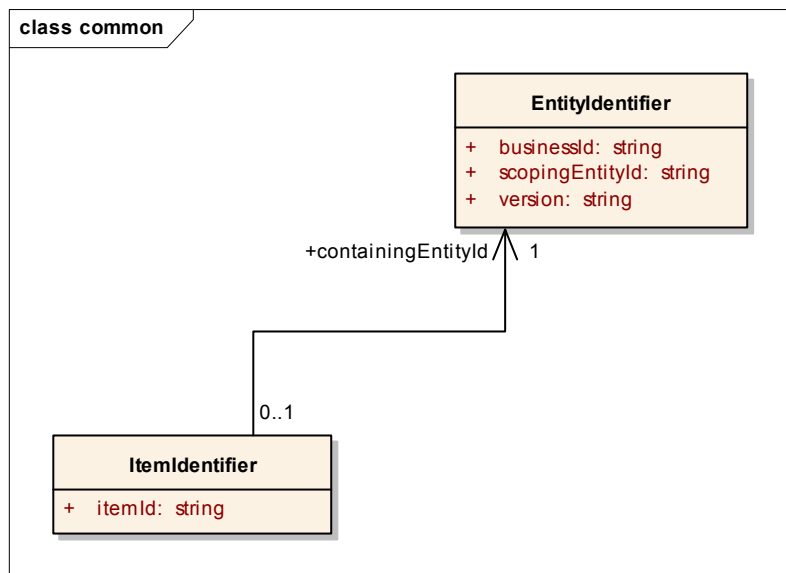 class common
EntityIdentifier
+ businessId: string
+ scopingEntityId: string
+ version: string
+containingEntityId 1
0..1
ItemIdentifier
+ itemId: string